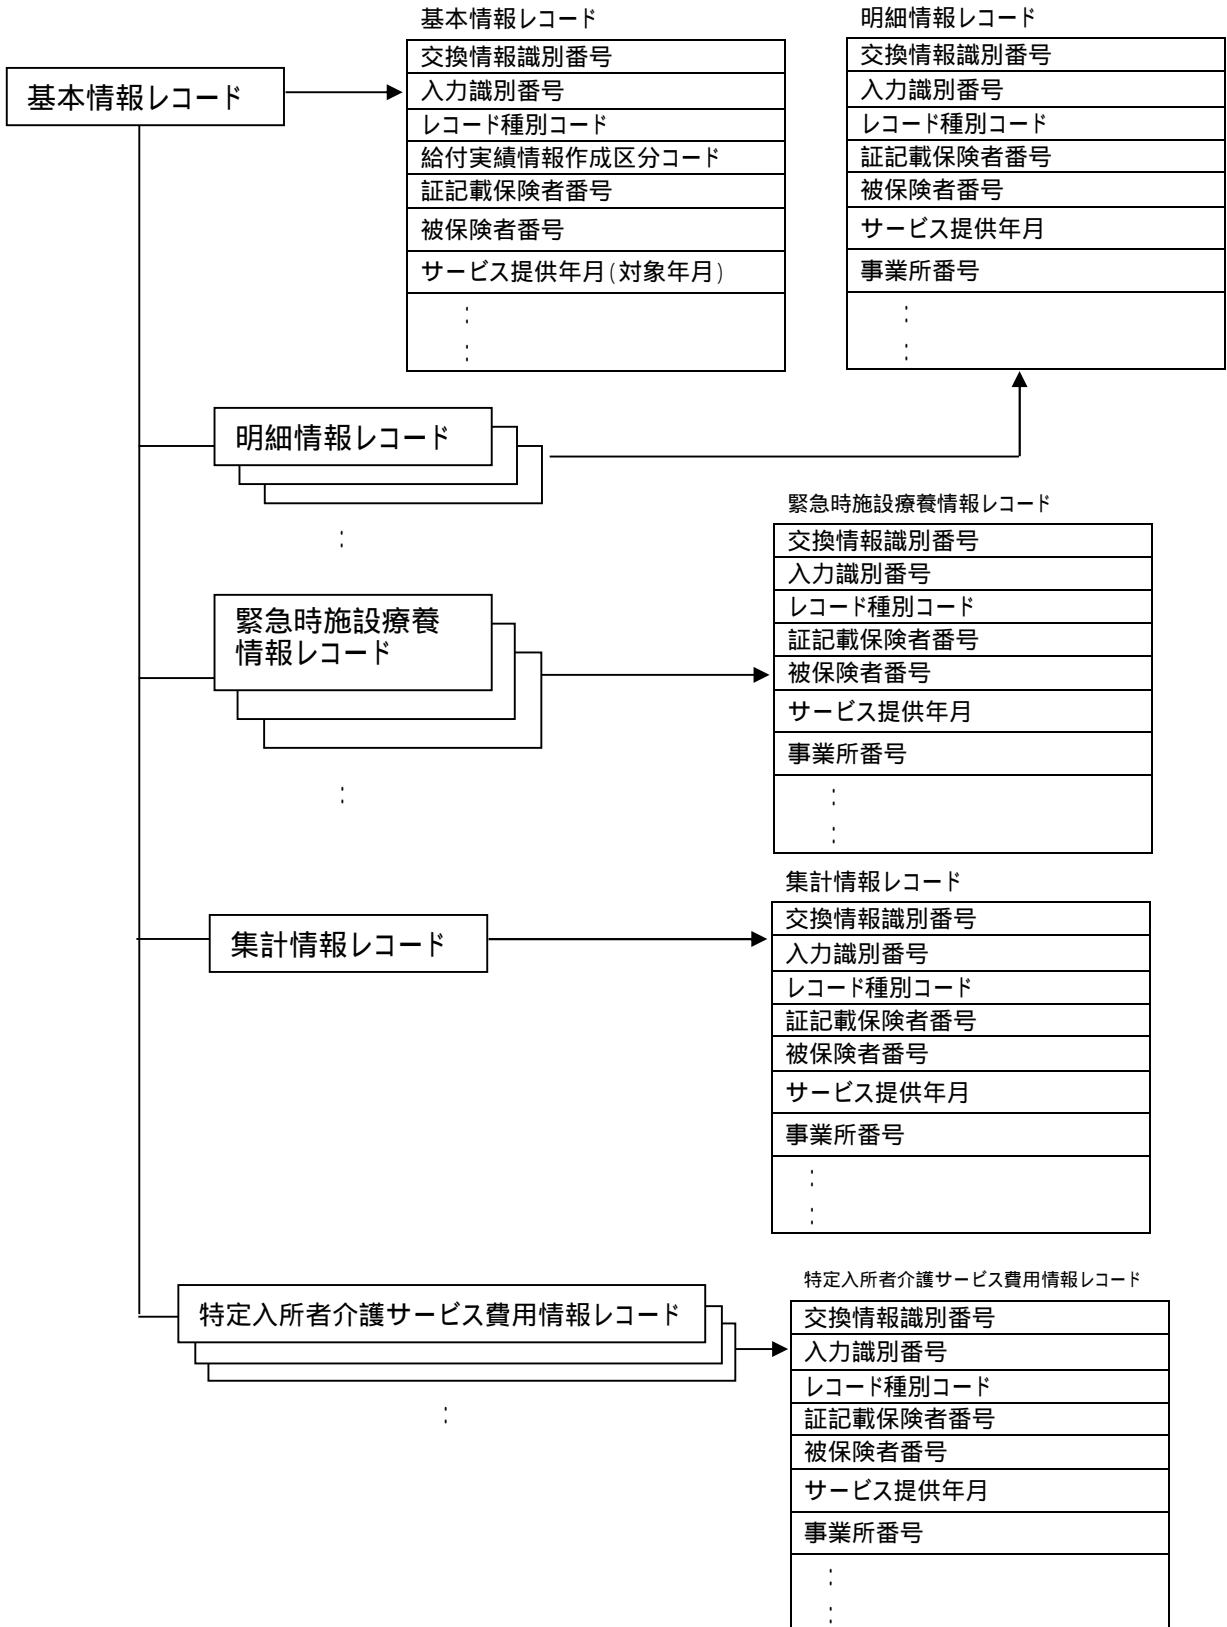 基本情報レコード
基本情報レコード
交換情報識別番号
入力識別番号
レコード種別コード
給付実績情報作成区分コード
証記載保険者番号
被保険者番号
サービス提供年月(対象年月)
:
:
明細情報レコード
交換情報識別番号
入力識別番号
レコード種別コード
証記載保険者番号
被保険者番号
サービス提供年月
事業所番号
:
:
明細情報レコード
:
緊急時施設療養
情報レコード
:
緊急時施設療養情報レコード
交換情報識別番号
入力識別番号
レコード種別コード
証記載保険者番号
被保険者番号
サービス提供年月
事業所番号
:
:
集計情報レコード
集計情報レコード
交換情報識別番号
入力識別番号
レコード種別コード
証記載保険者番号
被保険者番号
サービス提供年月
事業所番号
:
:
特定入所者介護サービス費用情報レコード
:
特定入所者介護サービス費用情報レコード
交換情報識別番号
入力識別番号
レコード種別コード
証記載保険者番号
被保険者番号
サービス提供年月
事業所番号
:
: